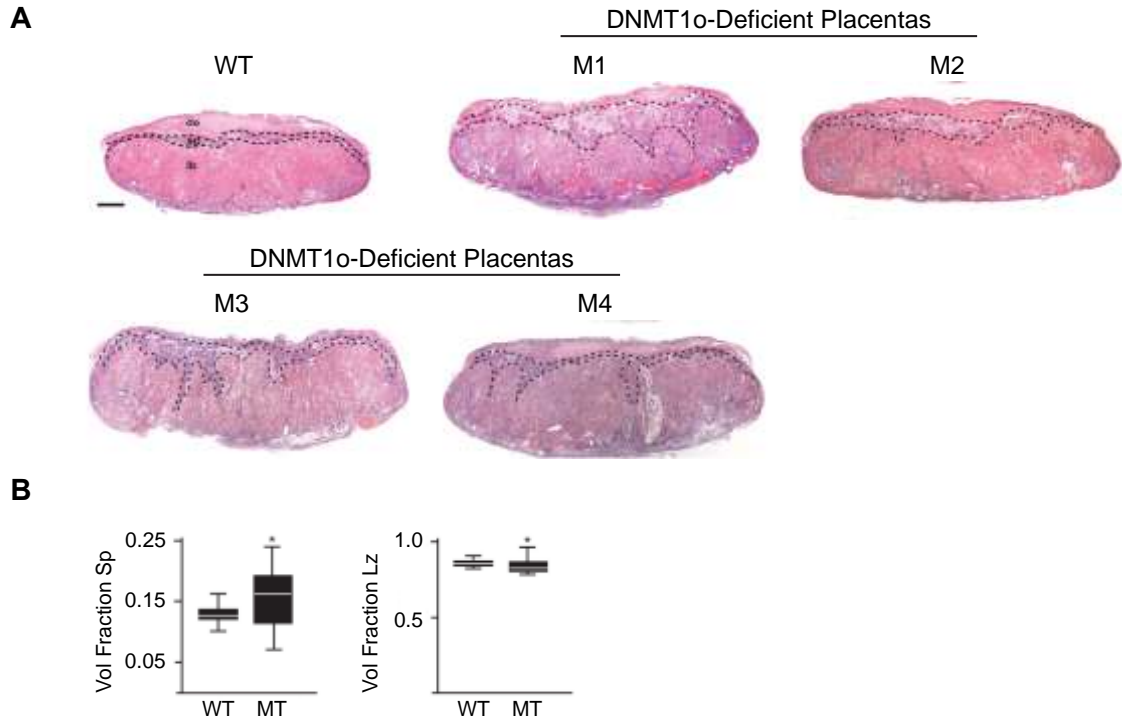 A
DNMT1o-Deficient Placentas
WT
M1
M2
DNMT1o-Deficient Placentas
M3
M4
B
Vol Fraction Sp
0.25
0.15
0.05
*
WT MT
Vol Fraction Lz
1.0
0.5
*
WT MT